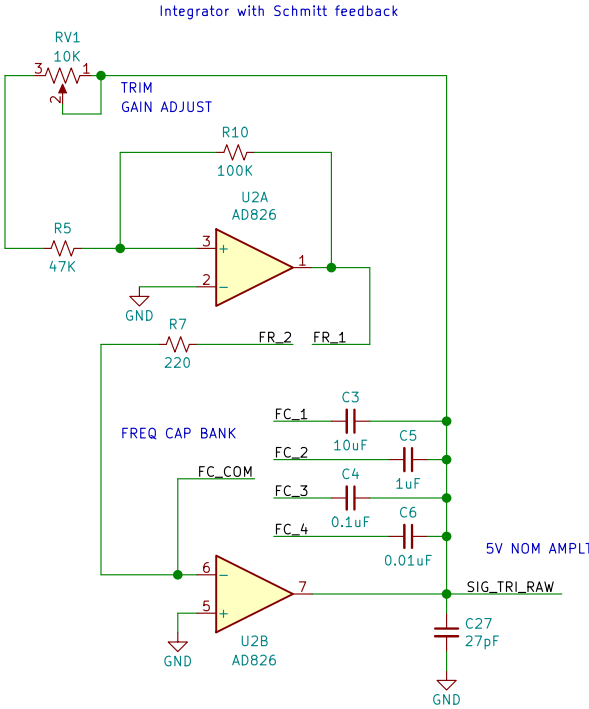 Integrator with Schmitt feedback
RV1
10K
3
1
2
TRIM
GAIN ADJUST
R10
100K
U2A
AD826
R5
47K
3
+
1
2
−
GND
R7
220
FR_2
FR_1
C3
FC_1
10uF
FREQ CAP BANK
C5
FC_2
1uF
FC_COM
C4
FC_3
0.1uF
C6
FC_4
0.01uF
5V NOM AMPLT
6
−
7
SIG_TRI_RAW
5
+
C27
27pF
U2B
AD826
GND
GND